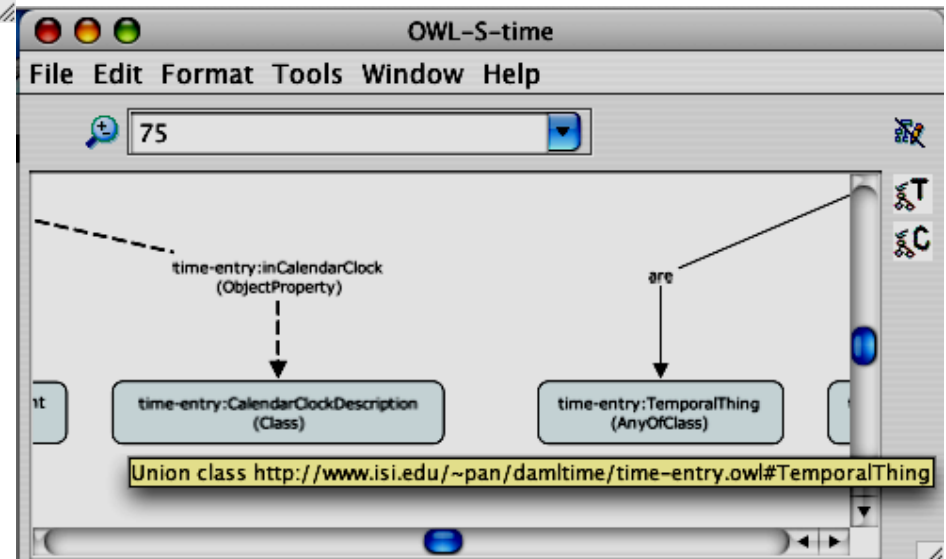 OWL-S-time
File Edit Format Tools Window Help
75
T
C
time-entry:inCalendarClock
(ObjectProperty)
are
nt
time-entry:CalendarClockDescription
(Class)
time-entry:TemporalThing
(AnyOfClass)
Union class http://www.isi.edu/~pan/damltime/time-entry.owl#TemporalThing